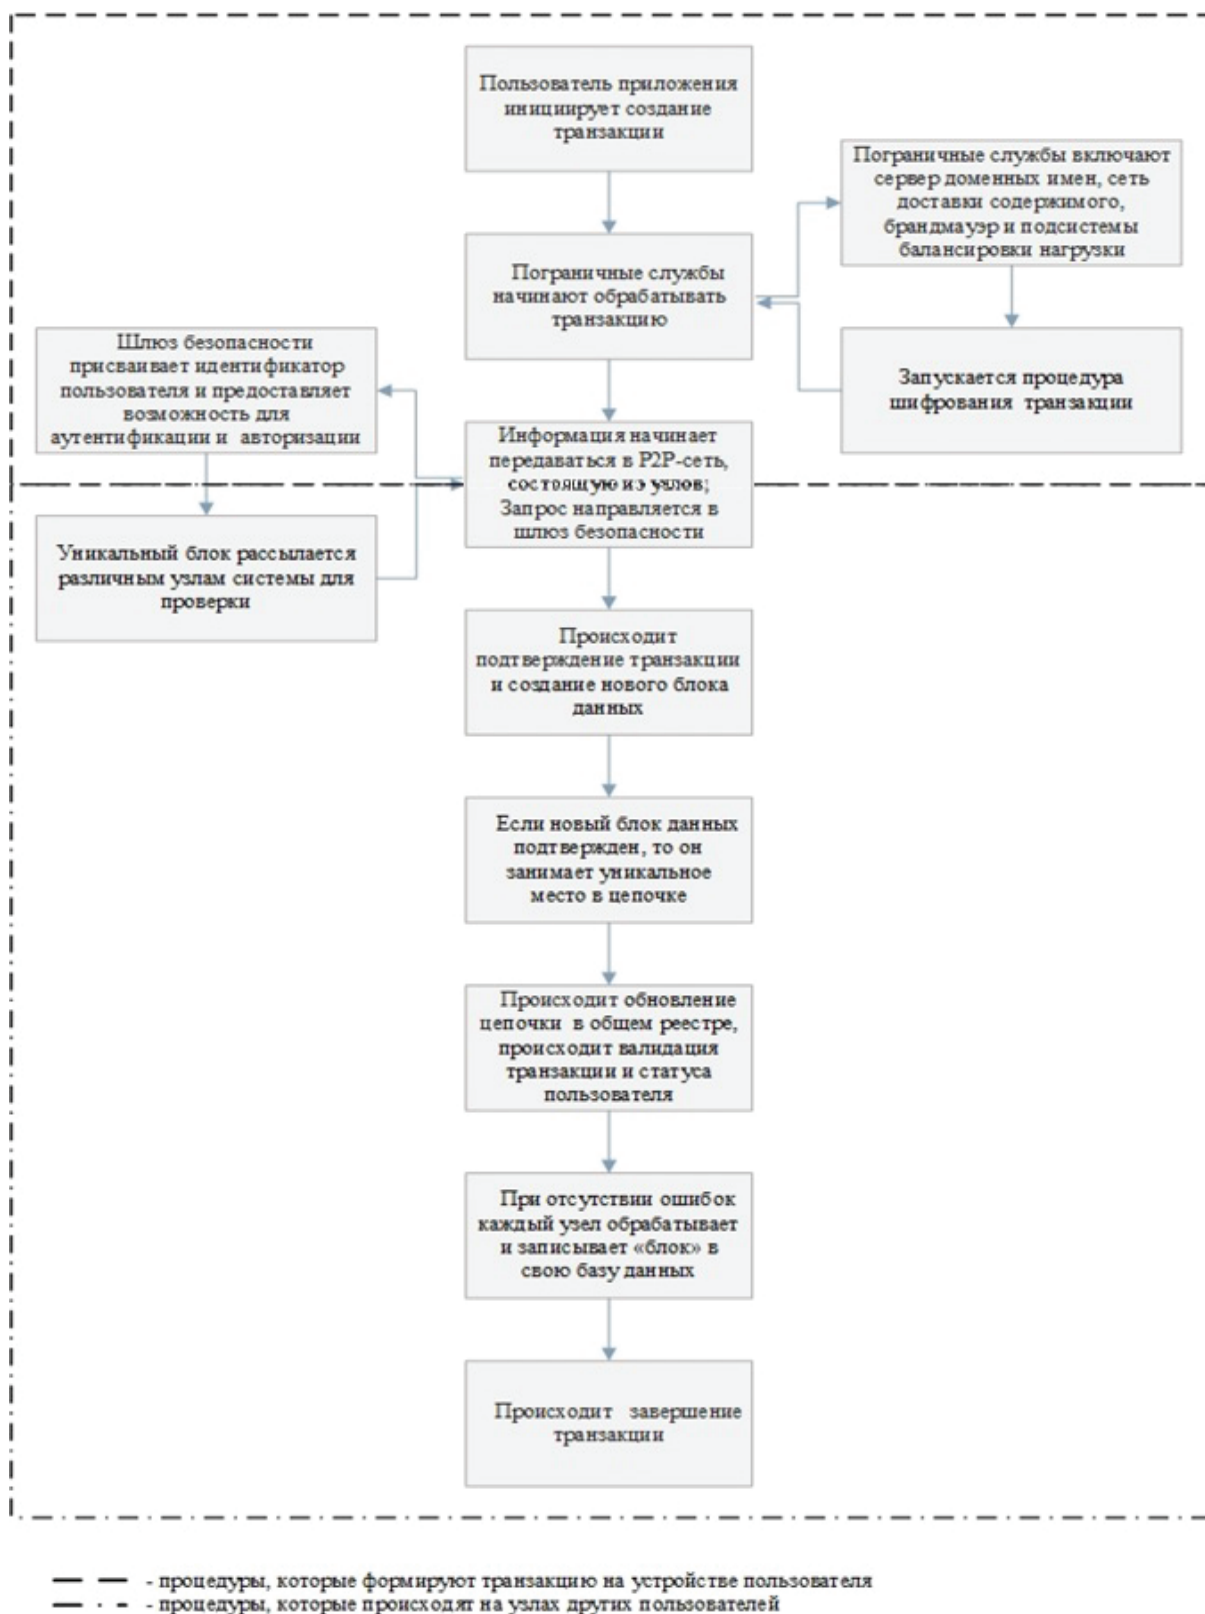 Пользователь приложения
инициирует создание
транзакции
Пограничные службы включают
сервер доменных имен, сеть
доставки содержимого,
брандмауэр и подсистемы
балансировки нагрузки
Пограничные службы
начинают обрабатывать
транзакцию
Запускается процедура
шифрования транзакции
Шлюз безопасности
присваивает идентификатор
пользователя и предоставляет
возможность для
аутентификации и авторизации
Информация начинает
передаваться в P2P-сеть,
состоящую из узлов;
Запрос направляется в
шлюз безопасности
Уникальный блок рассылается
различным узлам системы для
проверки
Происходит
подтверждение транзакции
и создание нового блока
данных
Если новый блок данных
подтвержден, то он
занимает уникальное
место в цепочке
Происходит обновление
цепочки в общем реестре,
происходит валидация
транзакции и статуса
пользователя
При отсутствии ошибок
каждый узел обрабатывает
и записывает «блок» в
свою базу данных
Происходит завершение
транзакции
- процедуры, которые формируют транзакцию на устройстве пользователя
- процедуры, которые происходят на узлах других пользователей